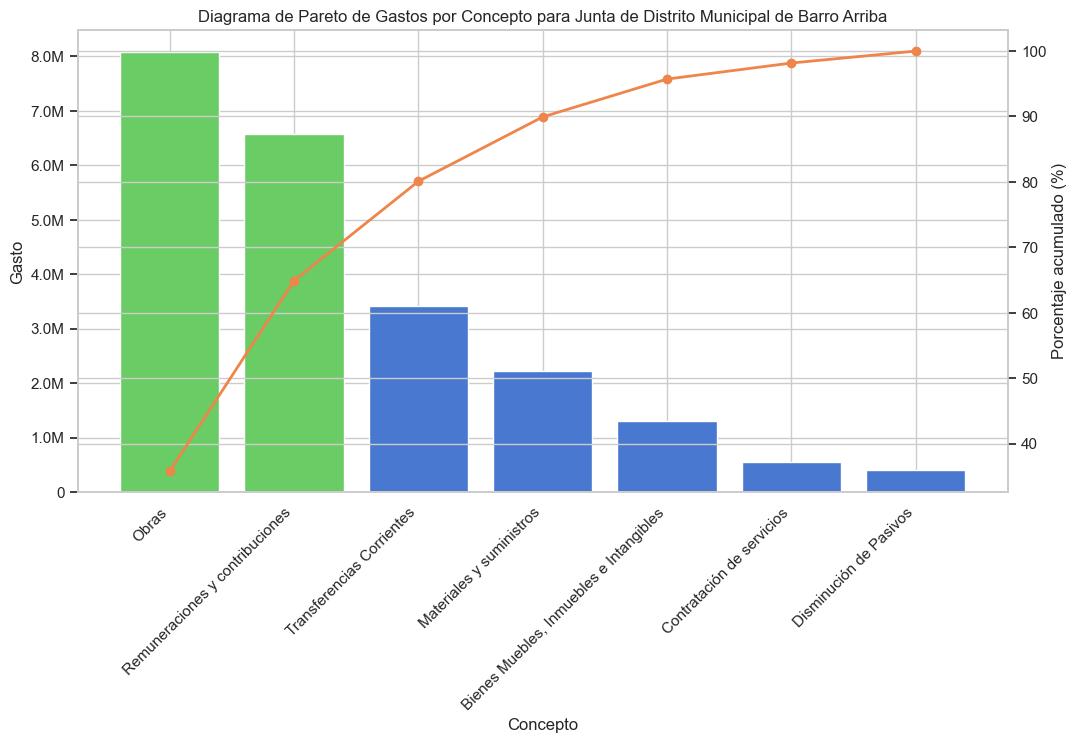 Diagrama de Pareto de Gastos por Concepto para Junta de Distrito Municipal de Barro Arriba
8.0M
7.0M
6.0M
5.0M
4.0M
3.0M
2.0M
1.0M
0
Gasto
100
90
80
70
60
50
40
Porcentaje acumulado (%)
Obras
Remuneraciones y contribuciones
Transferencias Corrientes
Materiales y suministros
Bienes Muebles, Inmuebles e Intangibles
Contratación de servicios
Disminución de Pasivos
Concepto